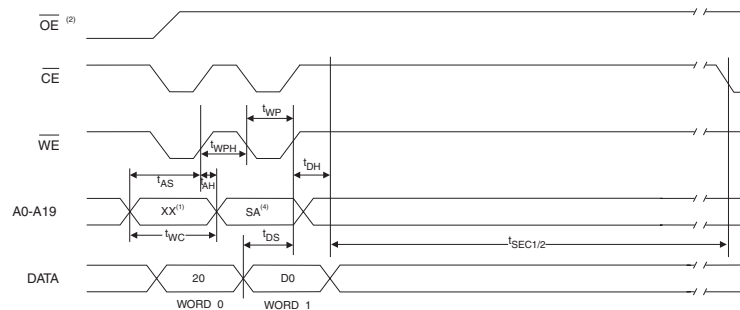 OE (2)
CE
tWP
WE
tWPH
tDH
tAS
tAH
A0-A19
XX(1)
SA(4)
tWC
tDS
tSEC1/2
DATA
20
D0
WORD 0
WORD 1